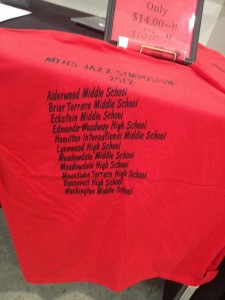 Only
$14.00
MTHS JAZZ SYMPOSIUM
2012
Alderwood Middle School
Brier Terrace Middle School
Eckstein Middle School
Edmonds-Woodway High School
Hamilton International Middle School
Lynnwood High School
Meadowdale Middle School
Meadowdale High School
Mountlake Terrace High School
Roosevelt High School
Washington Middle School